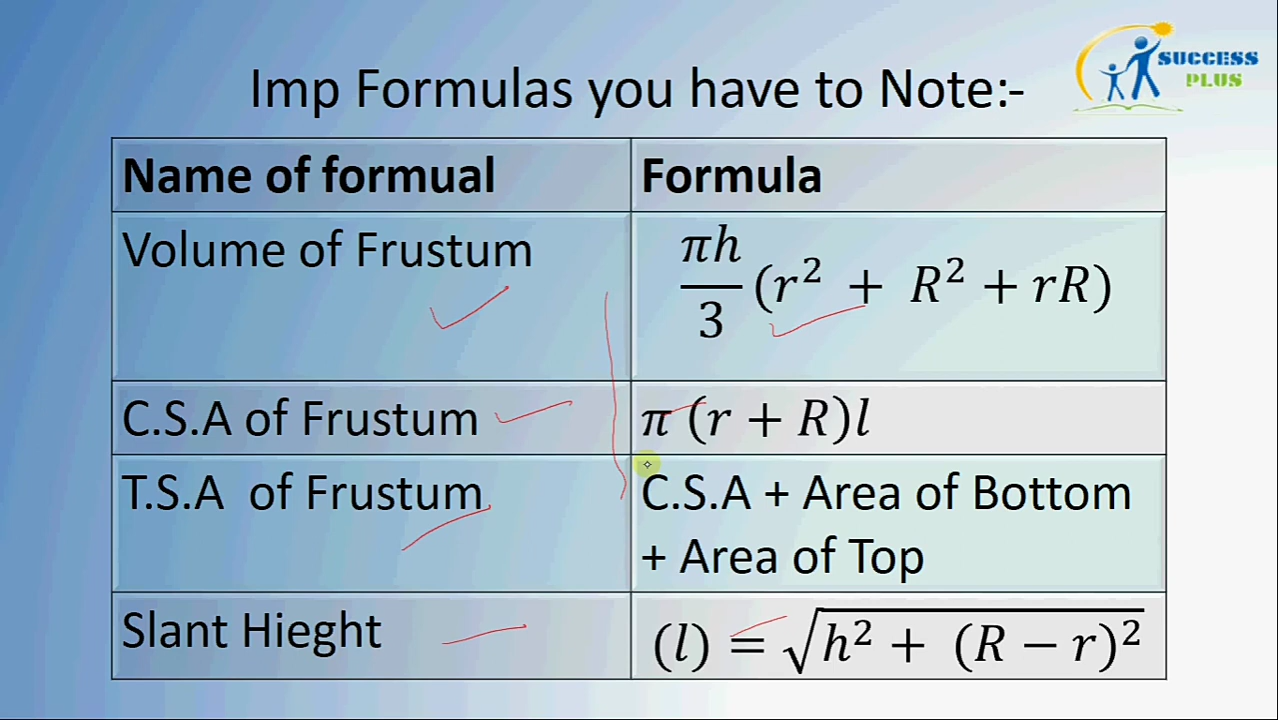 SUCCESS
PLUS
Imp Formulas you have to Note:-
Name of formual
Formula
Volume of Frustum
πh/3 (r² + R² + rR)
C.S.A of Frustum
π (r + R)l
T.S.A of Frustum
C.S.A + Area of Bottom
+ Area of Top
Slant Hieght
(l) = √(h² + (R − r)²)